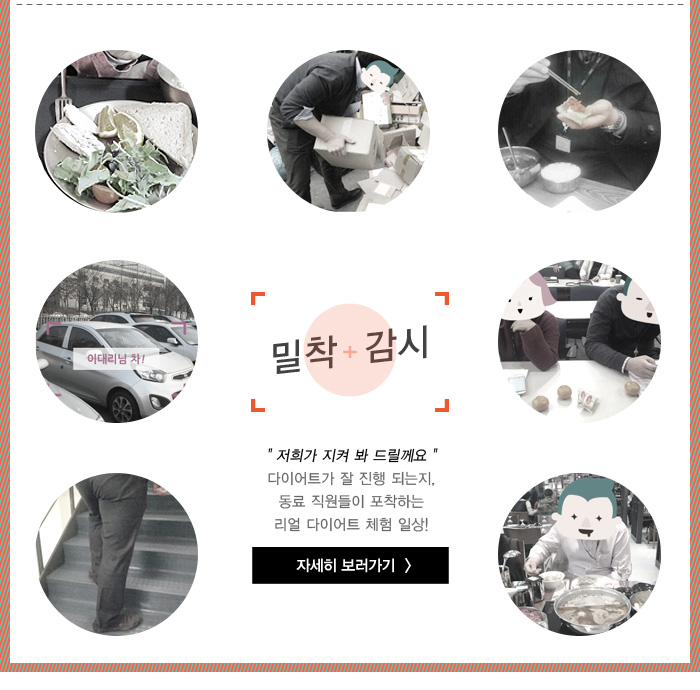 이대리님 차!
밀착 + 감시
" 저희가 지켜 봐 드릴께요 "
다이어트가 잘 진행 되는지,
동료 직원들이 포착하는
리얼 다이어트 체험 일상!
자세히 보러가기 >